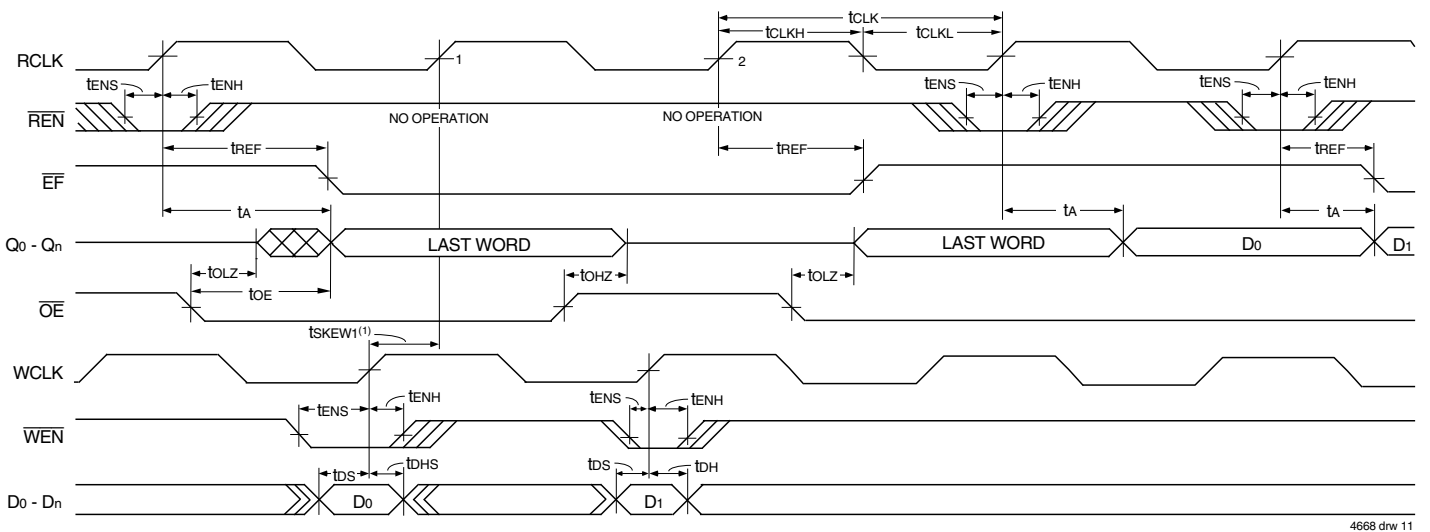 tCLK
tCLKH tCLKL
RCLK 1 2
tENS tENH tENS tENH tENS tENH
REN NO OPERATION NO OPERATION
tREF tREF tREF
EF
tA tA tA
Q0 - Qn LAST WORD LAST WORD D0 D1
tOLZ tOHZ tOLZ
tOE
OE
tSKEW1(1)
WCLK
tENS tENH tENS tENH
WEN
tDS tDHS tDS tDH
D0 - Dn D0 D1
4668 drw 11